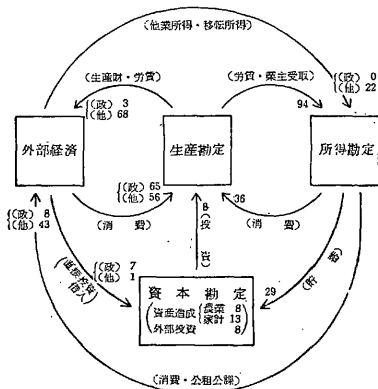 (他業所得・移転所得)
(生産財・労賃)
(労賃・業主受取)
{(政) 0
(他) 22
{(政) 3
(他) 68
94
外部経済
生産勘定
所得勘定
{(政) 65
(他) 56
36
{(政) 8
(他) 43
(消 費)
8
(投 資)
(消 費)
{(政) 7
(他) 1
(直接投資
借入)
資 本 勘 定
(資産造成{農業 8
家計 13
外部投資 8)
29
(貯 蓄)
(消費・公租公課)